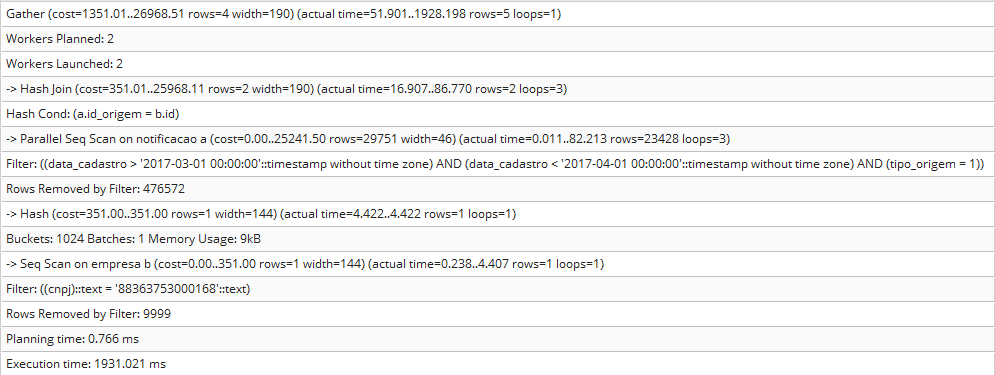 Gather (cost=1351.01..26968.51 rows=4 width=190) (actual time=51.901..1928.198 rows=5 loops=1)
Workers Planned: 2
Workers Launched: 2
-> Hash Join (cost=351.01..25968.11 rows=2 width=190) (actual time=16.907..86.770 rows=2 loops=3)
Hash Cond: (a.id_origem = b.id)
-> Parallel Seq Scan on notificacao a (cost=0.00..25241.50 rows=29751 width=46) (actual time=0.011..82.213 rows=23428 loops=3)
Filter: ((data_cadastro > '2017-03-01 00:00:00'::timestamp without time zone) AND (data_cadastro < '2017-04-01 00:00:00'::timestamp without time zone) AND (tipo_origem = 1))
Rows Removed by Filter: 476572
-> Hash (cost=351.00..351.00 rows=1 width=144) (actual time=4.422..4.422 rows=1 loops=1)
Buckets: 1024 Batches: 1 Memory Usage: 9kB
-> Seq Scan on empresa b (cost=0.00..351.00 rows=1 width=144) (actual time=0.238..4.407 rows=1 loops=1)
Filter: ((cnpj)::text = '88363753000168'::text)
Rows Removed by Filter: 9999
Planning time: 0.766 ms
Execution time: 1931.021 ms